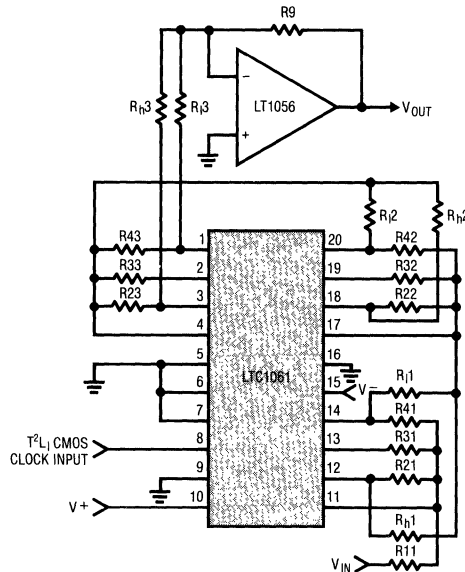 R9
LT1056
−
+
VOUT
Rh3
Rl3
Rl2
Rh2
R43
R33
R23
R42
R32
R22
1
2
3
4
5
6
7
8
9
10
20
19
18
17
16
15
14
13
12
11
LTC1061
V−
Rl1
R41
R31
R21
Rh1
R11
T²L| CMOS
CLOCK INPUT
V+
VIN